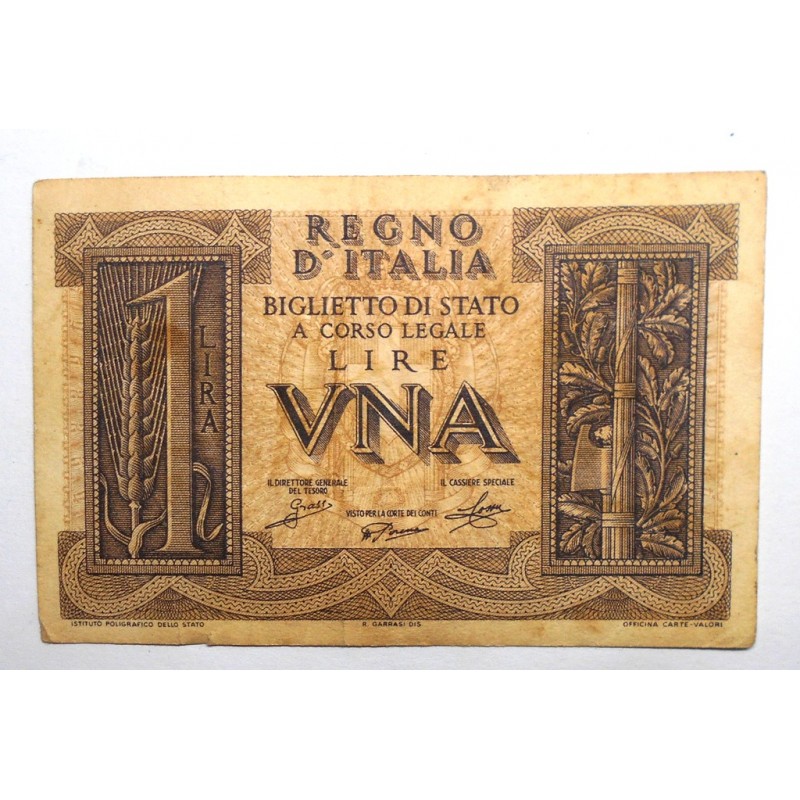 REGNO
D'ITALIA
BIGLIETTO DI STATO
A CORSO LEGALE
LIRE
VNA
1
LIRA
IL DIRETTORE GENERALE
DEL TESORO
Grassi
VISTO PER LA CORTE DEI CONTI
IL CASSIERE SPECIALE
ISTITUTO POLIGRAFICO DELLO STATO
R. GARRASI DIS.
OFFICINA CARTE-VALORI